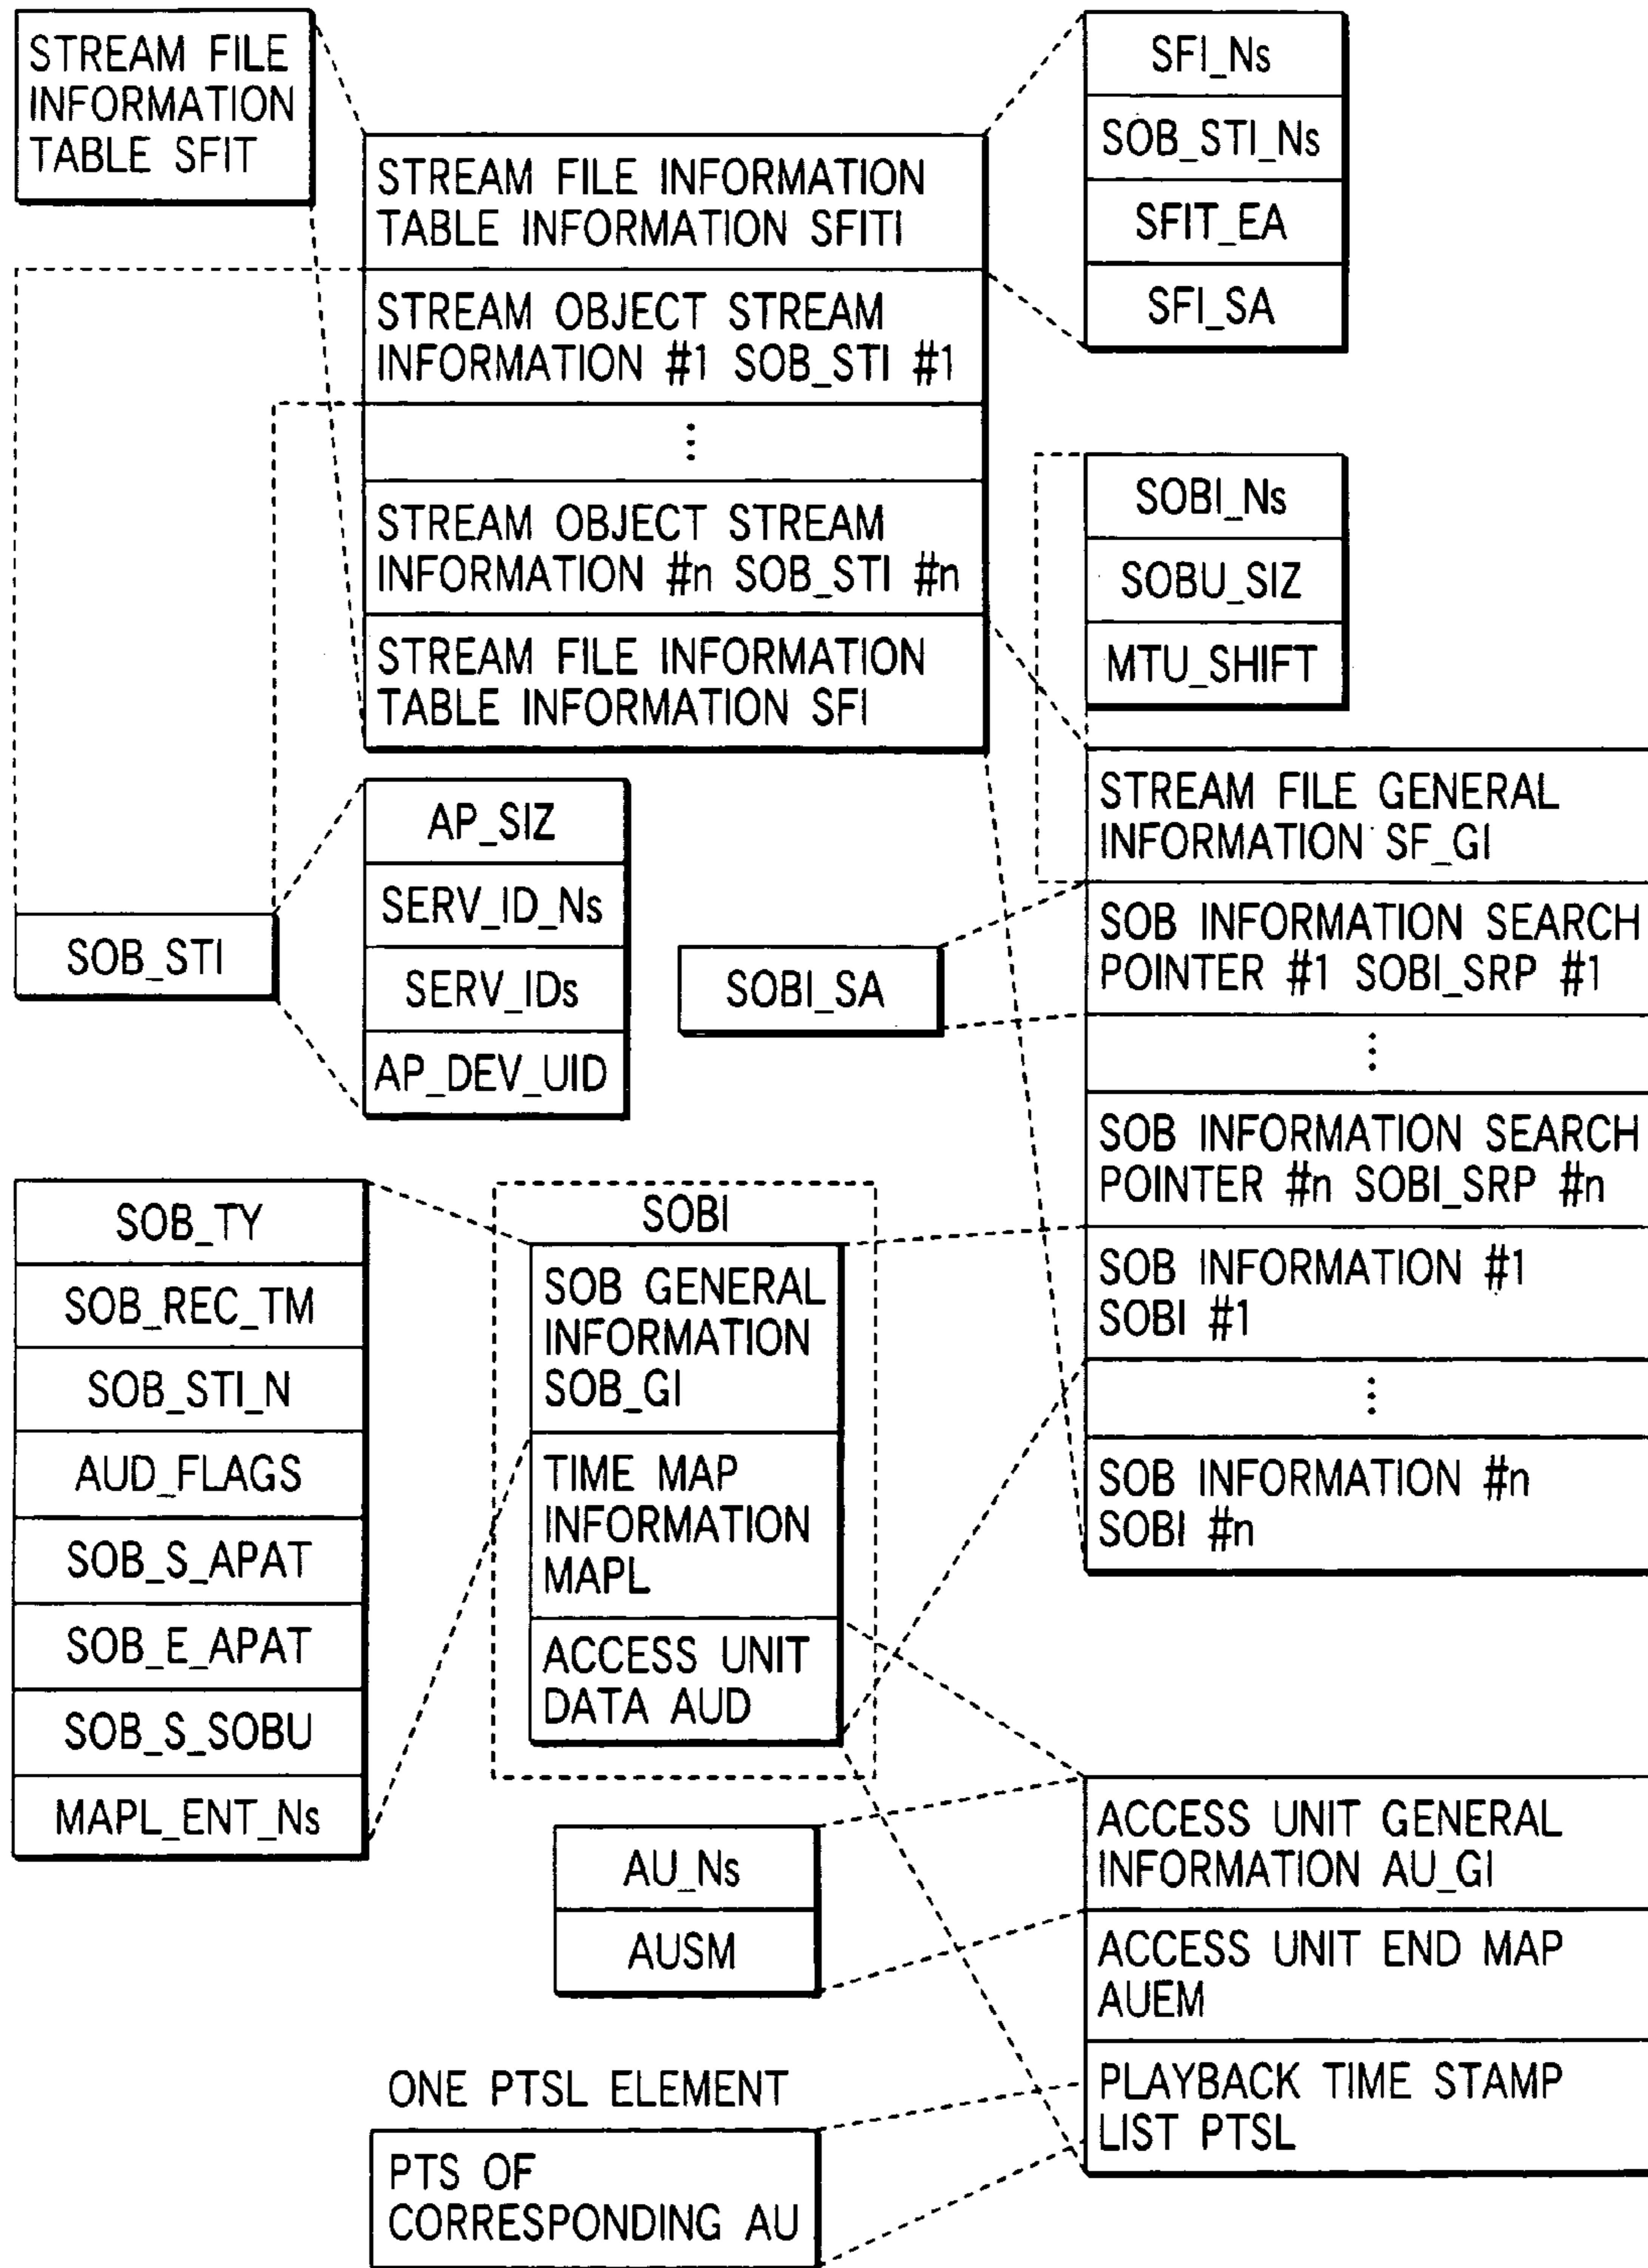 STREAM FILE
INFORMATION
TABLE SFIT
STREAM FILE INFORMATION
TABLE INFORMATION SFITI
STREAM OBJECT STREAM
INFORMATION #1 SOB_STI #1
⋮
STREAM OBJECT STREAM
INFORMATION #n SOB_STI #n
STREAM FILE INFORMATION
TABLE INFORMATION SFI
SFI_Ns
SOB_STI_Ns
SFIT_EA
SFI_SA
SOBI_Ns
SOBU_SIZ
MTU_SHIFT
SOB_STI
AP_SIZ
SERV_ID_Ns
SERV_IDs
AP_DEV_UID
SOBI_SA
STREAM FILE GENERAL
INFORMATION SF_GI
SOB INFORMATION SEARCH
POINTER #1 SOBI_SRP #1
⋮
SOB INFORMATION SEARCH
POINTER #n SOBI_SRP #n
SOB INFORMATION #1
SOBI #1
⋮
SOB INFORMATION #n
SOBI #n
SOB_TY
SOB_REC_TM
SOB_STI_N
AUD_FLAGS
SOB_S_APAT
SOB_E_APAT
SOB_S_SOBU
MAPL_ENT_Ns
SOBI
SOB GENERAL
INFORMATION
SOB_GI
TIME MAP
INFORMATION
MAPL
ACCESS UNIT
DATA AUD
AU_Ns
AUSM
ACCESS UNIT GENERAL
INFORMATION AU_GI
ACCESS UNIT END MAP
AUEM
PLAYBACK TIME STAMP
LIST PTSL
ONE PTSL ELEMENT
PTS OF
CORRESPONDING AU